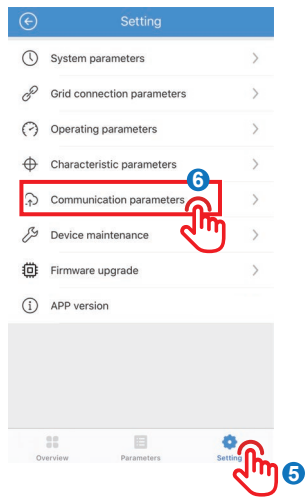 Setting
System parameters
Grid connection parameters
Operating parameters
Characteristic parameters
6
Communication parameters
Device maintenance
Firmware upgrade
APP version
Overview
Parameters
Setting
5